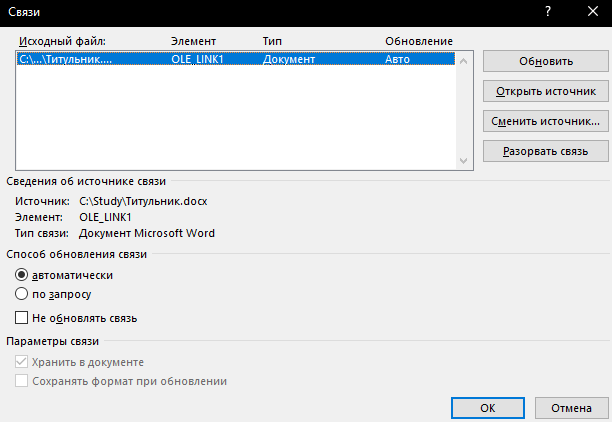 Связи ? ×
Исходный файл: Элемент Тип Обновление
C:\...\Титульник.... OLE_LINK1 Документ Авто
Обновить
Открыть источник
Сменить источник...
Разорвать связь
Сведения об источнике связи
Источник: C:\Study\Титульник.docx
Элемент: OLE_LINK1
Тип связи: Документ Microsoft Word
Способ обновления связи
автоматически
по запросу
Не обновлять связь
Параметры связи
Хранить в документе
Сохранять формат при обновлении
ОК Отмена